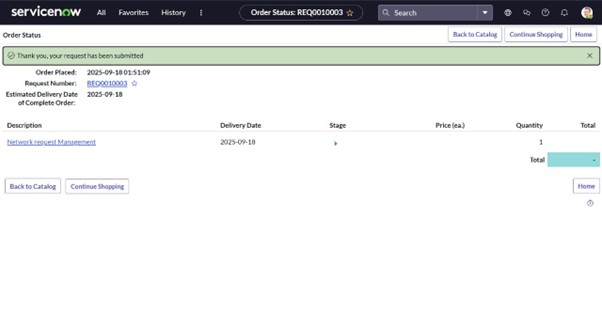 servicenow All Favorites History Order Status: REQ0010003 Search
Order Status Back to Catalog Continue Shopping Home
Thank you, your request has been submitted
Order Placed: 2025-09-18 01:51:09
Request Number: REQ0010003
Estimated Delivery Date of Complete Order: 2025-09-18
Description Delivery Date Stage Price (ea.) Quantity Total
Network request Management 2025-09-18 1
Total -
Back to Catalog Continue Shopping Home